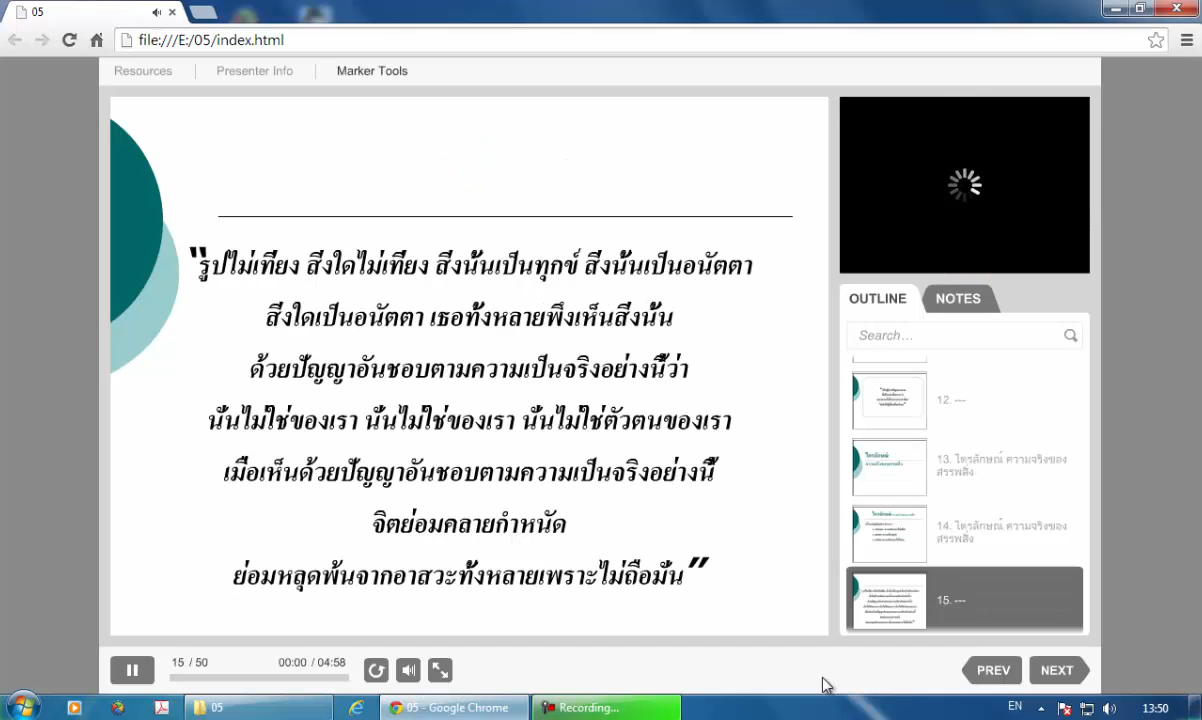 05
file:///E:/05/index.html
Resources
Presenter Info
Marker Tools
“รูปไม่เที่ยง สิ่งใดไม่เที่ยง สิ่งนั้นเป็นทุกข์ สิ่งนั้นเป็นอนัตตา
สิ่งใดเป็นอนัตตา เธอทั้งหลายพึงเห็นสิ่งนั้น
ด้วยปัญญาอันชอบตามความเป็นจริงอย่างนี้ว่า
นั่นไม่ใช่ของเรา นั่นไม่ใช่ของเรา นั่นไม่ใช่ตัวตนของเรา
เมื่อเห็นด้วยปัญญาอันชอบตามความเป็นจริงอย่างนี้
จิตย่อมคลายกำหนัด
ย่อมหลุดพ้นจากอาสวะทั้งหลายเพราะไม่ถือมั่น”
OUTLINE
NOTES
Search...
12. ---
13. ไตรลักษณ์ ความจริงของ
สรรพสิ่ง
14. ไตรลักษณ์ ความจริงของ
สรรพสิ่ง
15. ---
15 / 50
00:00 / 04:58
PREV
NEXT
05
05 - Google Chrome
Recording...
EN
13:50